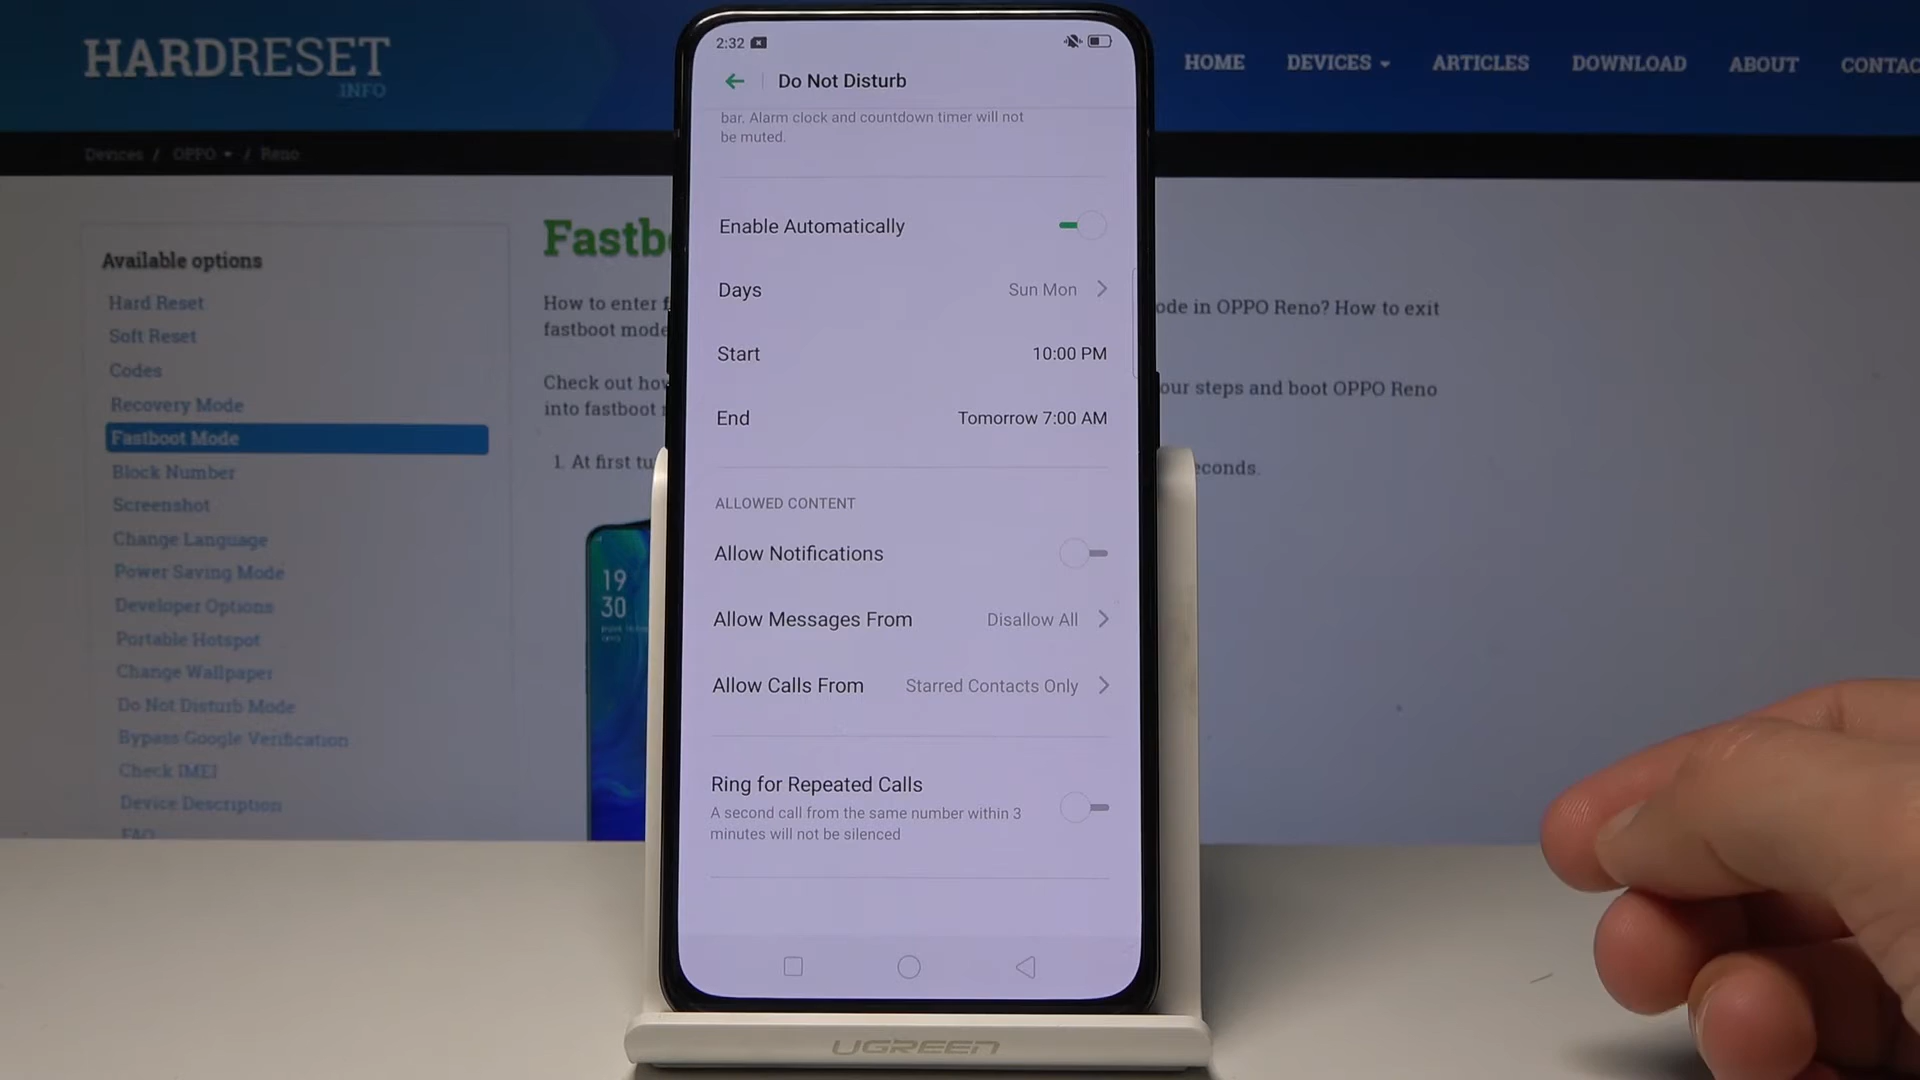 HARDRESET
INFO
HOME
DEVICES
ARTICLES
DOWNLOAD
ABOUT
CONTAC
Devices / OPPO / Reno
Available options
Hard Reset
Soft Reset
Codes
Recovery Mode
Fastboot Mode
Block Number
Screenshot
Change Language
Power Saving Mode
Developer Options
Portable Hotspot
Change Wallpaper
Do Not Disturb Mode
Bypass Google Verification
Check IMEI
Device Description
FAQ
Fastb
How to enter f
ode in OPPO Reno? How to exit
fastboot mode
Check out how
our steps and boot OPPO Reno
into fastboot
1. At first tu
econds.
19
30
2:32
Do Not Disturb
bar. Alarm clock and countdown timer will not
be muted.
Enable Automatically
Days Sun Mon
Start 10:00 PM
End Tomorrow 7:00 AM
ALLOWED CONTENT
Allow Notifications
Allow Messages From Disallow All
Allow Calls From Starred Contacts Only
Ring for Repeated Calls
A second call from the same number within 3
minutes will not be silenced
UGREEN